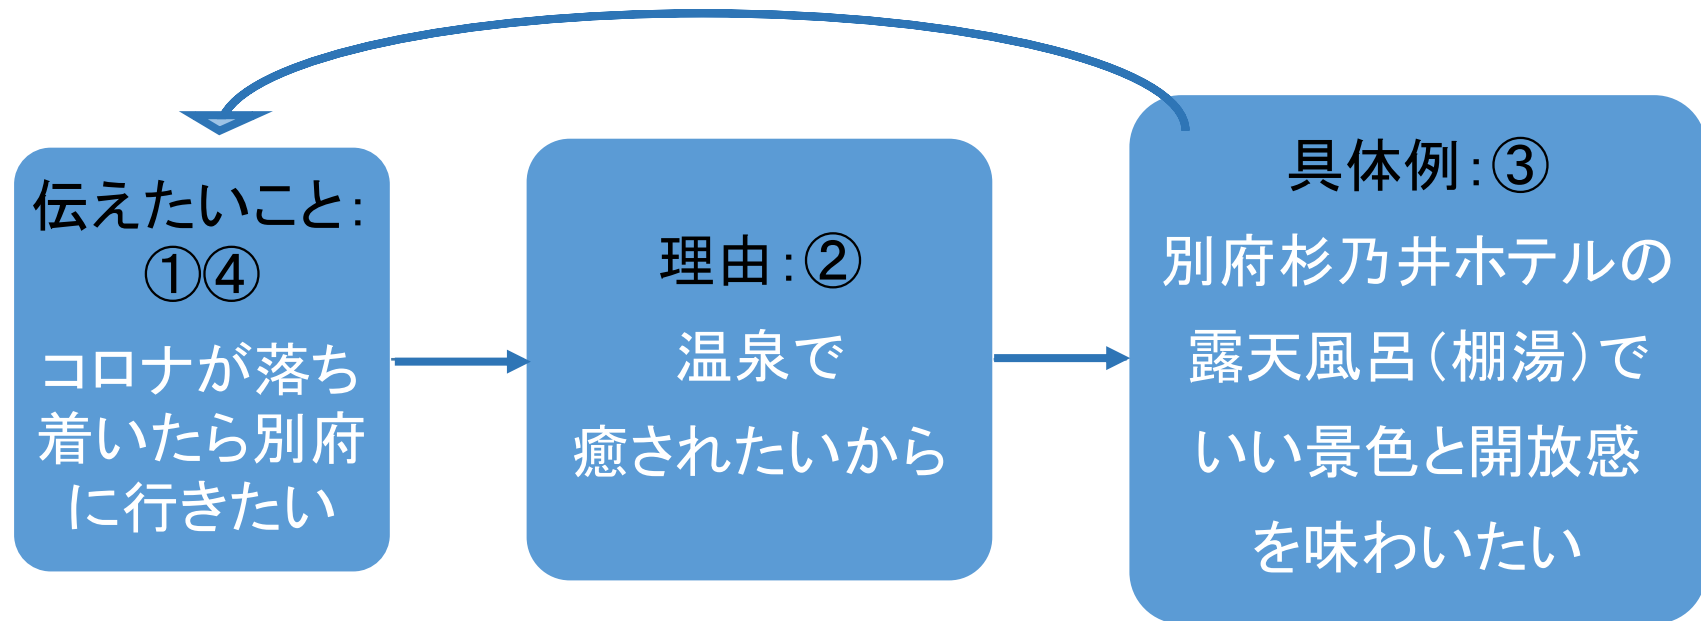 伝えたいこと：
①④
コロナが落ち
着いたら別府
に行きたい
理由：②
温泉で
癒されたいから
具体例：③
別府杉乃井ホテルの
露天風呂（棚湯）で
いい景色と開放感
を味わいたい